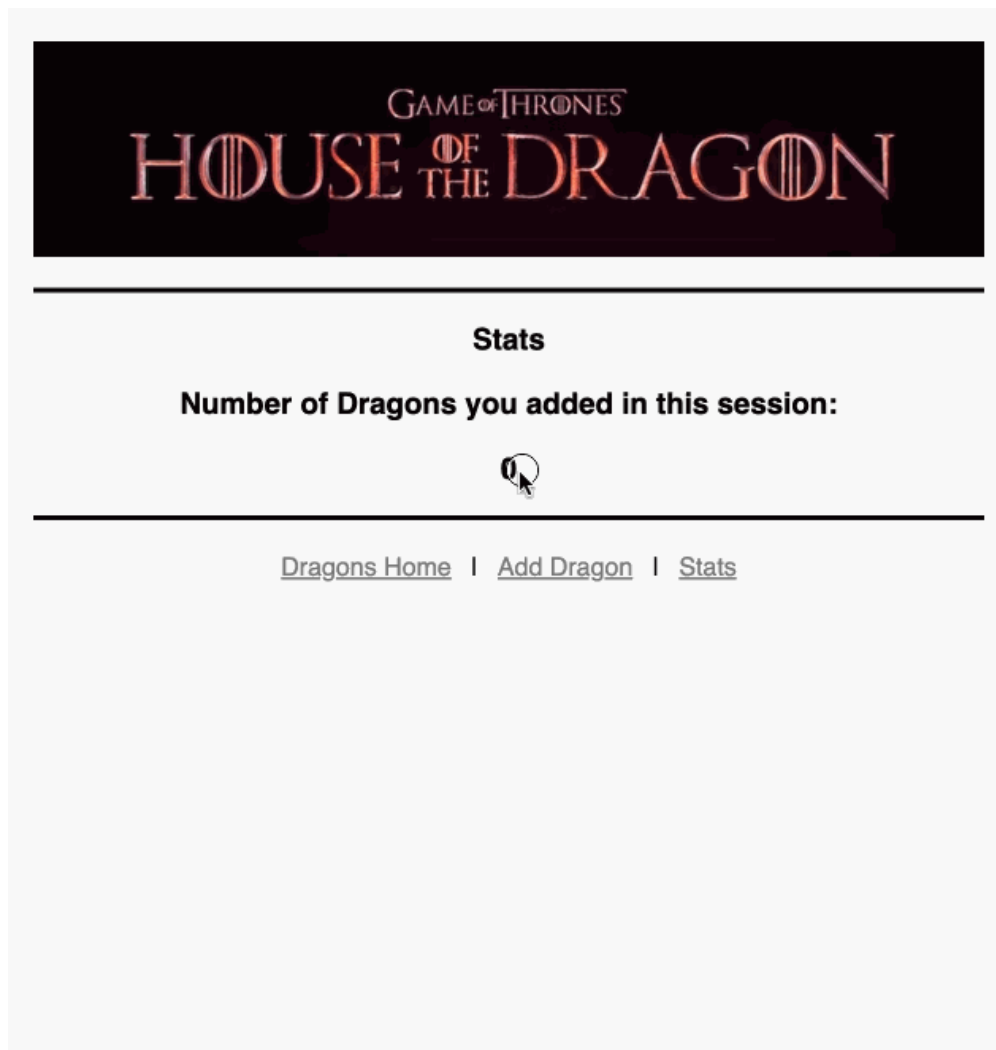 GAME OF THRONES
HOUSE OF THE DRAGON
Stats
Number of Dragons you added in this session:
0
Dragons Home | Add Dragon | Stats